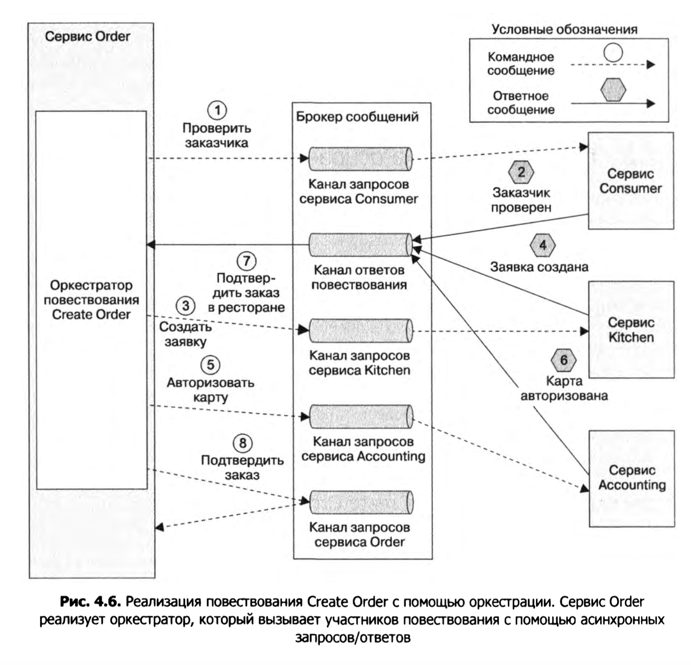 Сервис Order
Условные обозначения
Командное
сообщение
Ответное
сообщение
1
Проверить
заказчика
Брокер сообщений
Канал запросов
сервиса Consumer
2
Заказчик
проверен
Сервис
Consumer
Оркестратор
повествования
Create Order
7
Подтвер-
дить заказ
в ресторане
Канал ответов
повествования
4
Заявка создана
3
Создать
заявку
Канал запросов
сервиса Kitchen
Сервис
Kitchen
5
Авторизовать
карту
6
Карта
авторизована
Канал запросов
сервиса Accounting
8
Подтвердить
заказ
Сервис
Accounting
Канал запросов
сервиса Order
Рис. 4.6. Реализация повествования Create Order с помощью оркестрации. Сервис Order
реализует оркестратор, который вызывает участников повествования с помощью асинхронных
запросов/ответов